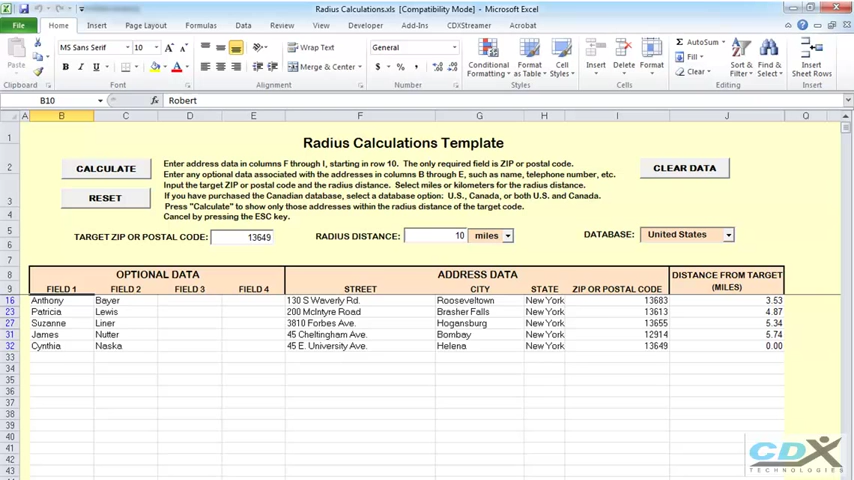 Radius Calculations.xls [Compatibility Mode] - Microsoft Excel
File Home Insert Page Layout Formulas Data Review View Developer Add-Ins CDXStreamer Acrobat
MS Sans Serif 10 A A Wrap Text General AutoSum
Paste B I U Merge & Center $ % , Conditional Formatting Format as Table Cell Styles Insert Delete Format Fill Clear Sort & Filter Find & Select Insert Sheet Rows
Clipboard Font Alignment Number Styles Cells Editing
B10 fx Robert
A B C D E F G H I J Q
1 Radius Calculations Template
CALCULATE
RESET
Enter address data in columns F through I, starting in row 10. The only required field is ZIP or postal code.
Enter any optional data associated with the addresses in columns B through E, such as name, telephone number, etc.
Input the target ZIP or postal code and the radius distance. Select miles or kilometers for the radius distance.
If you have purchased the Canadian database, select a database option: U.S., Canada, or both U.S. and Canada.
Press "Calculate" to show only those addresses within the radius distance of the target code.
Cancel by pressing the ESC key.
CLEAR DATA
2
3
4
5 TARGET ZIP OR POSTAL CODE: 13649 RADIUS DISTANCE: 10 miles DATABASE: United States
6
7
8 OPTIONAL DATA ADDRESS DATA DISTANCE FROM TARGET
9 FIELD 1 FIELD 2 FIELD 3 FIELD 4 STREET CITY STATE ZIP OR POSTAL CODE (MILES)
16 Anthony Bayer 130 S Waverly Rd. Rooseveltown New York 13683 3.53
23 Patricia Lewis 200 McIntyre Road Brasher Falls New York 13613 4.87
27 Suzanne Liner 3810 Forbes Ave. Hogansburg New York 13655 5.34
31 James Nutter 45 Cheltingham Ave. Bombay New York 12914 5.74
32 Cynthia Naska 45 E. University Ave. Helena New York 13649 0.00
33
34
35
36
37
38
39
40
41
42
43
CDX
TECHNOLOGIES